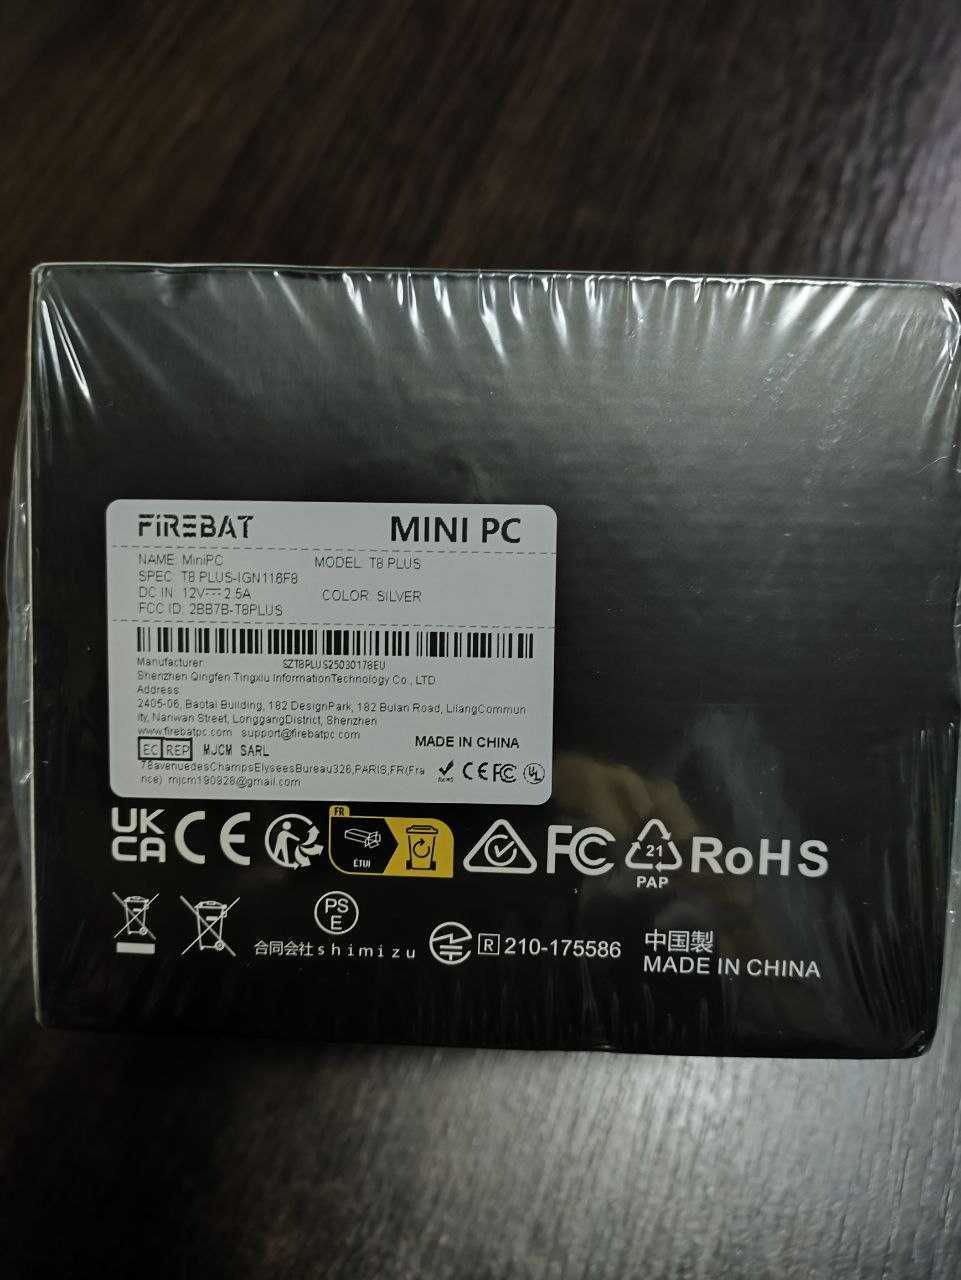 FIREBAT MINI PC
NAME: MiniPC MODEL: T8 PLUS
SPEC: T8 PLUS-IGN116F8
DC IN: 12V⎓2.5A COLOR: SILVER
FCC ID: 2BB7B-T8PLUS
Manufacturer SZT8PLUS25030178EU
Shenzhen Qingfen Tingxiu InformationTechnology Co., LTD
Address
2405-06, Baotai Building, 182 DesignPark, 182 Bulan Road, LilangCommun
ity, Nanwan Street, LonggangDistrict, Shenzhen
www.firebatpc.com support@firebatpc.com
MADE IN CHINA
EC REP MJCM SARL
78avenuedesChampsElyseesBureau326,PARIS,FR(Fra
nce) mjcm190928@gmail.com
CE FC UL
UK
CA CE FR ÉTUI FC 21 PAP RoHS
PS
E
合同会社shimizu R 210-175586 中国製
MADE IN CHINA